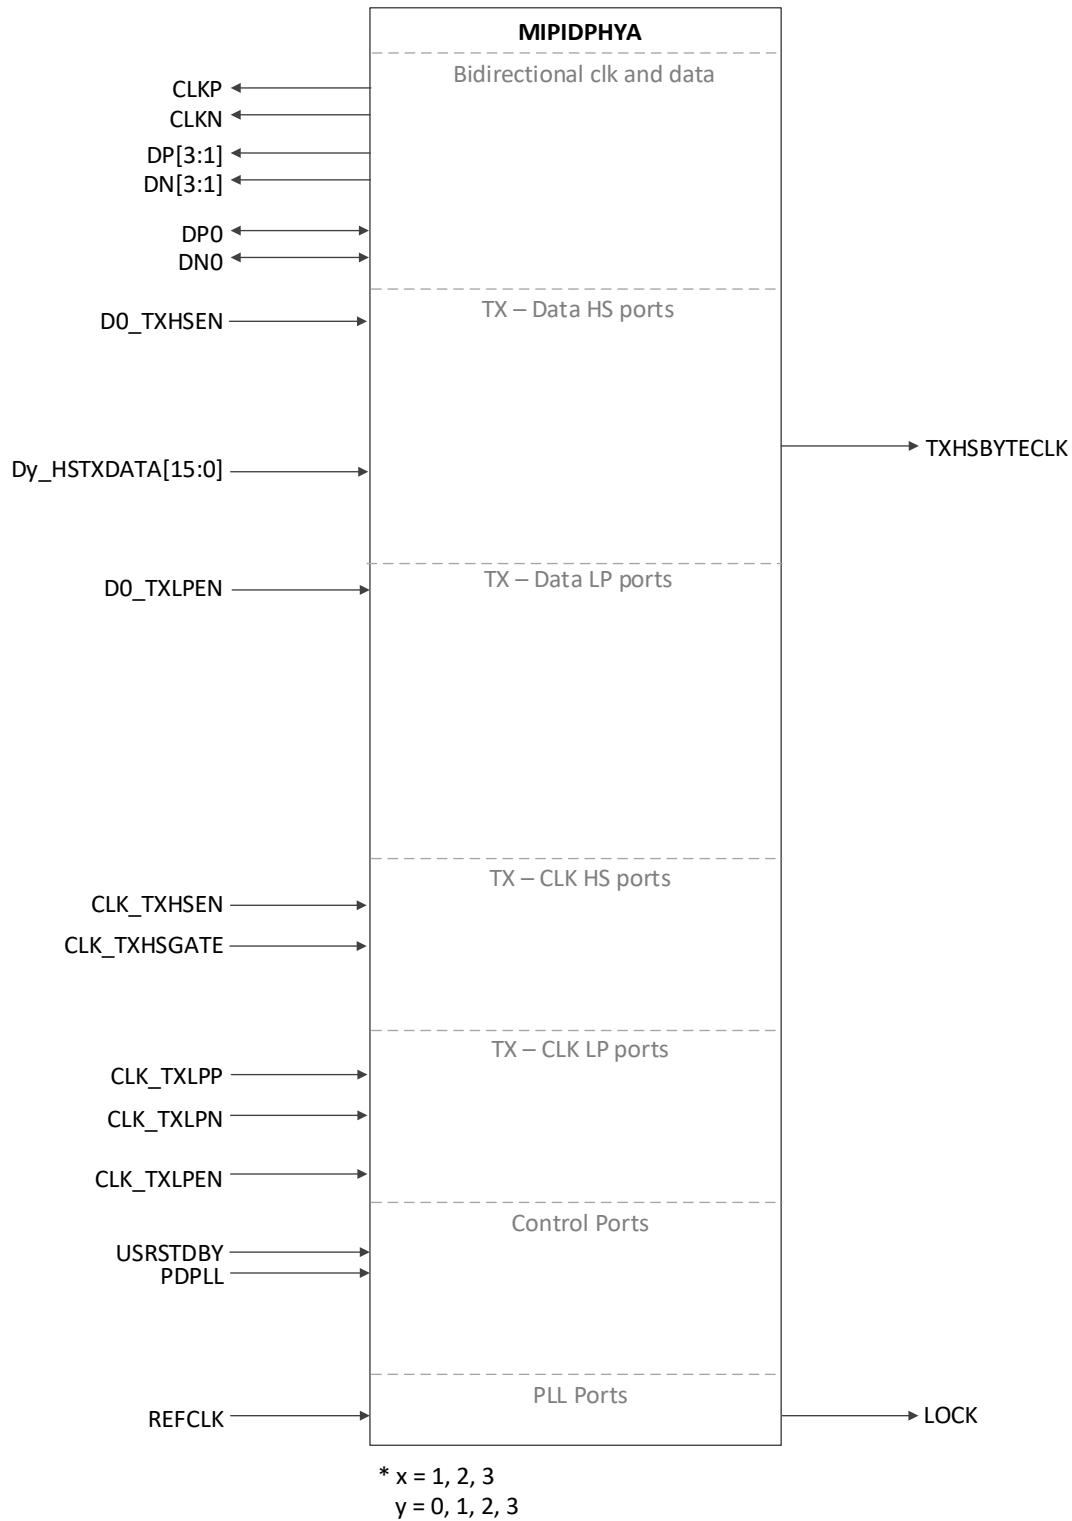 MIPIDPHYA
Bidirectional clk and data
CLKP
CLKN
DP[3:1]
DN[3:1]
DP0
DN0
TX – Data HS ports
D0_TXHSEN
TXHSBYTECLK
Dy_HSTXDATA[15:0]
TX – Data LP ports
D0_TXLPEN
TX – CLK HS ports
CLK_TXHSEN
CLK_TXHSGATE
TX – CLK LP ports
CLK_TXLPP
CLK_TXLPN
CLK_TXLPEN
Control Ports
USRSTDBY
PDPLL
PLL Ports
REFCLK
LOCK
* x = 1, 2, 3
y = 0, 1, 2, 3